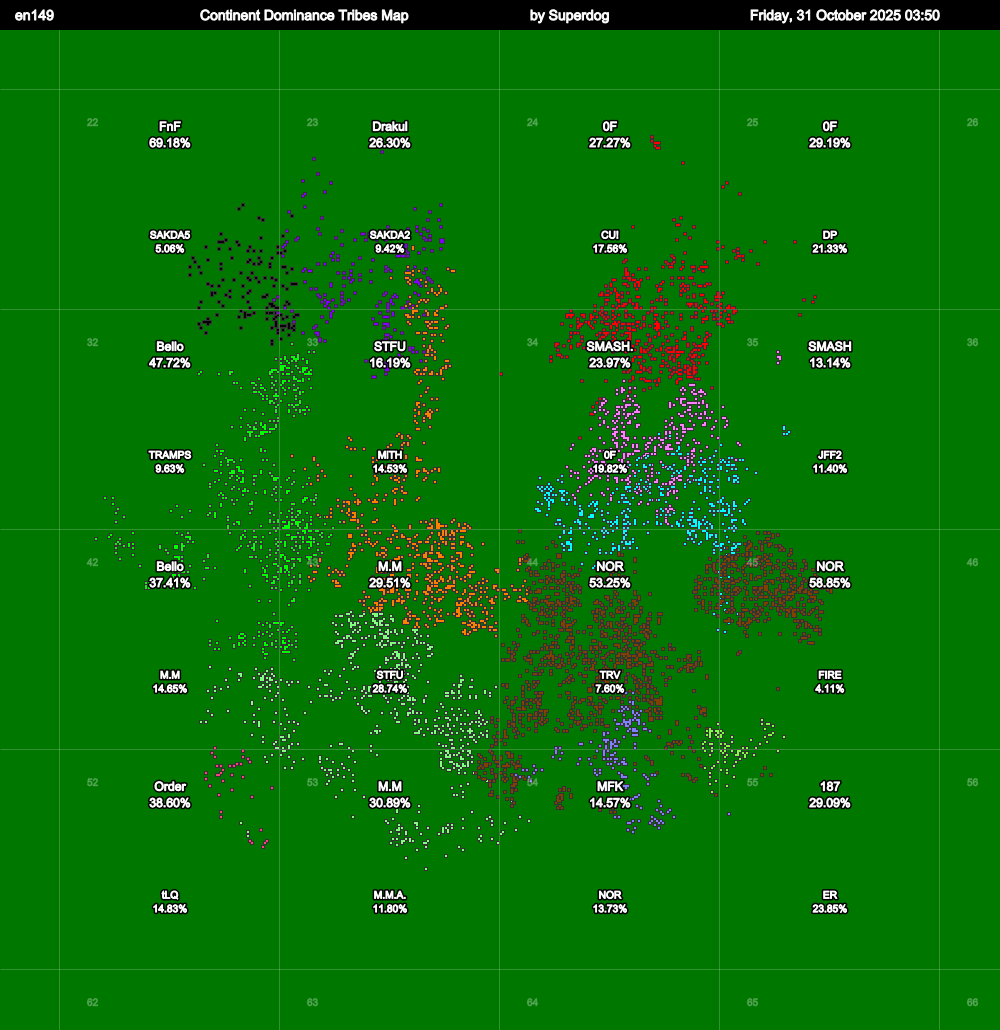 en149 Continent Dominance Tribes Map by Superdog Friday, 31 October 2025 03:50
22 23 24 25 26
FnF Drakul 0F 0F
69.18% 26.30% 27.27% 29.19%
SAKDA5 SAKDA2 CUI DP
5.06% 9.42% 17.56% 21.33%
32 33 34 35 36
Bello STFU SMASH. SMASH
47.72% 16.19% 23.97% 13.14%
TRAMPS MITH 0F JFF2
9.63% 14.53% 19.82% 11.40%
42 43 44 45 46
Bello M.M NOR NOR
37.41% 29.51% 53.25% 58.85%
M.M STFU TRV FIRE
14.65% 28.74% 7.60% 4.11%
52 53 54 55 56
Order M.M MFK 187
38.60% 30.89% 14.57% 29.09%
tLQ M.M.A. NOR ER
14.83% 11.80% 13.73% 23.85%
62 63 64 65 66